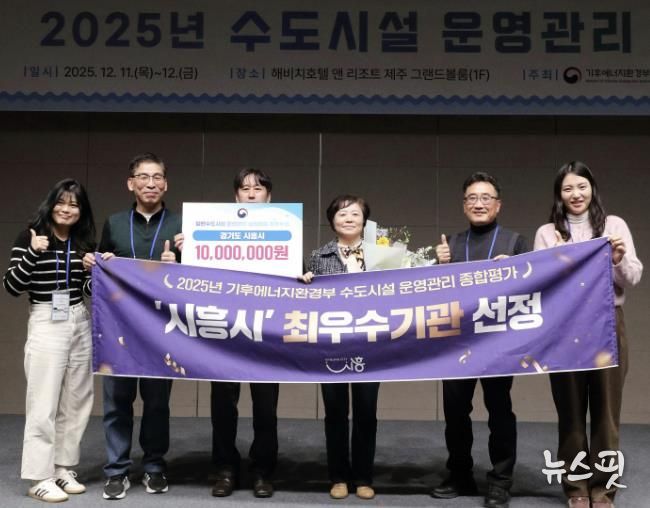 2025년 수도시설 운영관리
일시 | 2025. 12. 11.(목)~12.(금)
장소 | 해비치호텔 앤 리조트 제주 그랜드볼룸(1F)
주최 | 기후에너지환경부
경기도 시흥시
10,000,000원
2025년 기후에너지환경부 수도시설 운영관리 종합평가
'시흥시' 최우수기관 선정
시흥
뉴스핏